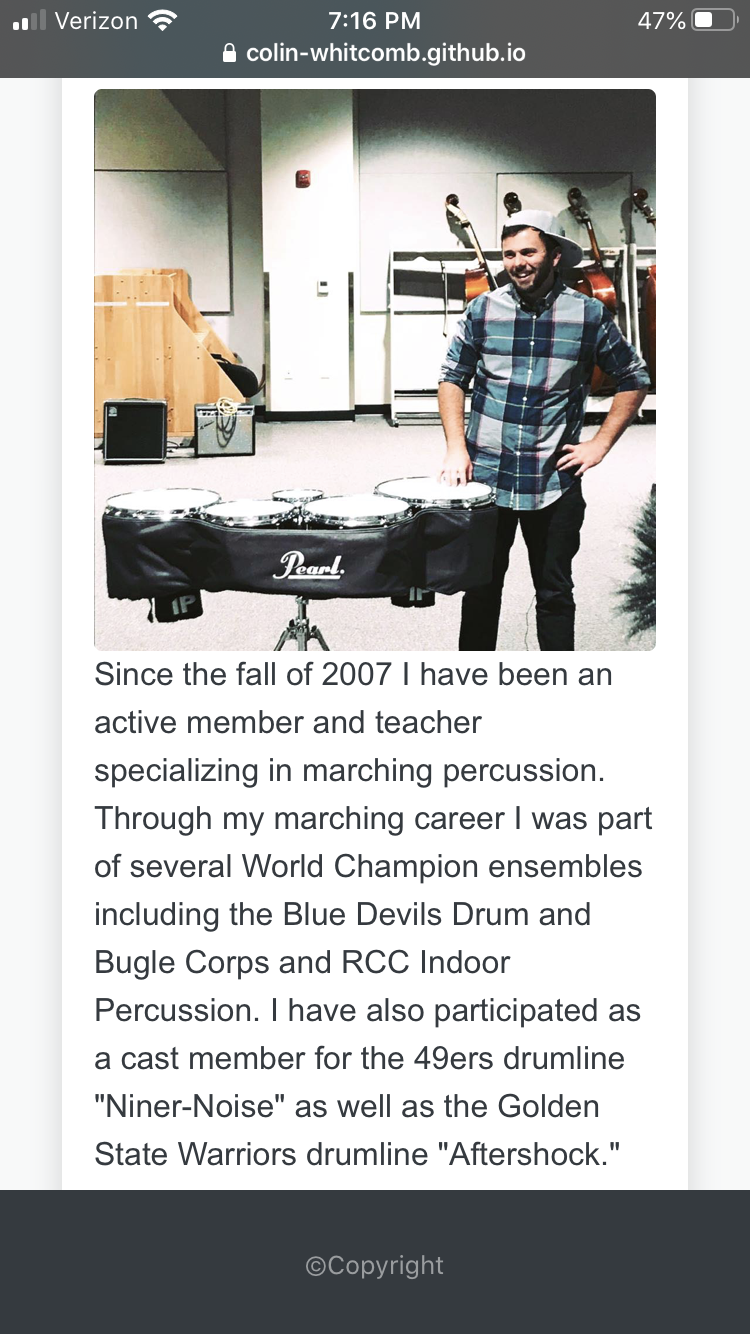 Verizon 7:16 PM 47%
colin-whitcomb.github.io
Pearl.
IP IP
Since the fall of 2007 I have been an
active member and teacher
specializing in marching percussion.
Through my marching career I was part
of several World Champion ensembles
including the Blue Devils Drum and
Bugle Corps and RCC Indoor
Percussion. I have also participated as
a cast member for the 49ers drumline
"Niner-Noise" as well as the Golden
State Warriors drumline "Aftershock."
©Copyright